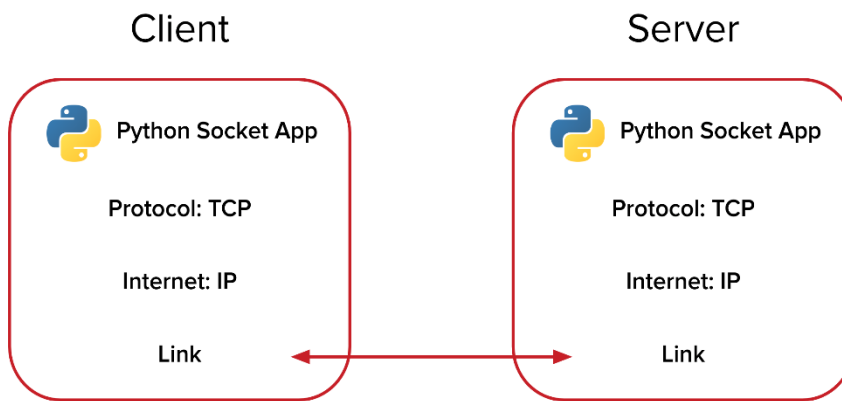 Client
Python Socket App
Protocol: TCP
Internet: IP
Link
Server
Python Socket App
Protocol: TCP
Internet: IP
Link